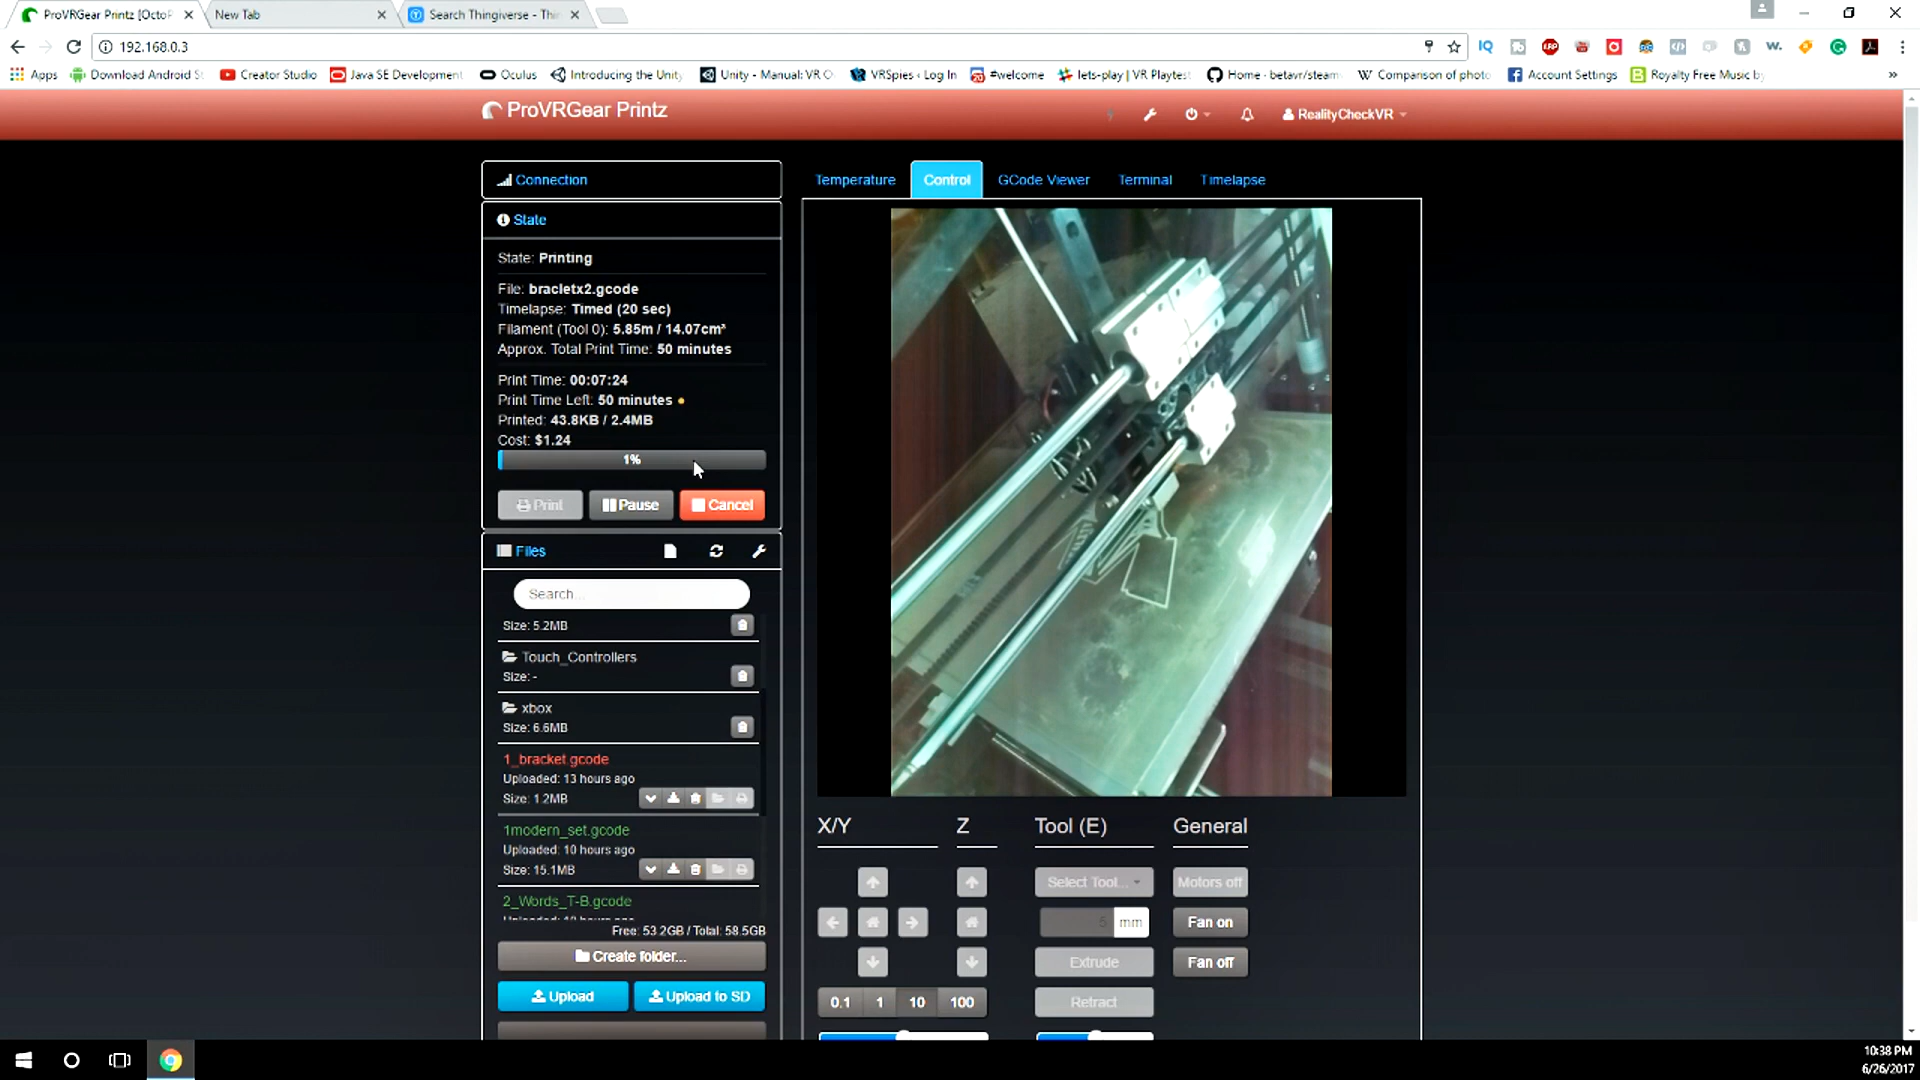 ProVRGear Printz [OctoP
New Tab
Search Thingiverse - Thin
192.168.0.3
Apps
Download Android S
Creator Studio
Java SE Development
Oculus
Introducing the Unity
Unity - Manual: VR O
VRSpies ‹ Log In
#welcome
lets-play | VR Playtest
Home · betavr/steam
Comparison of photo
Account Settings
Royalty Free Music by
»
ProVRGear Printz
RealityCheckVR
Connection
State
State: Printing
File: bracletx2.gcode
Timelapse: Timed (20 sec)
Filament (Tool 0): 5.85m / 14.07cm³
Approx. Total Print Time: 50 minutes
Print Time: 00:07:24
Print Time Left: 50 minutes
Printed: 43.8KB / 2.4MB
Cost: $1.24
1%
Print
Pause
Cancel
Files
Search...
Size: 5.2MB
Touch_Controllers
Size: -
xbox
Size: 6.6MB
1_bracket.gcode
Uploaded: 13 hours ago
Size: 1.2MB
1modern_set.gcode
Uploaded: 10 hours ago
Size: 15.1MB
2_Words_T-B.gcode
Uploaded: 10 hours ago
Free: 53.2GB / Total: 58.5GB
Create folder...
Upload
Upload to SD
Temperature
Control
GCode Viewer
Terminal
Timelapse
X/Y
Z
Tool (E)
General
Select Tool...
Motors off
5 mm
Fan on
Extrude
Fan off
0.1
1
10
100
Retract
10:38 PM
6/26/2017